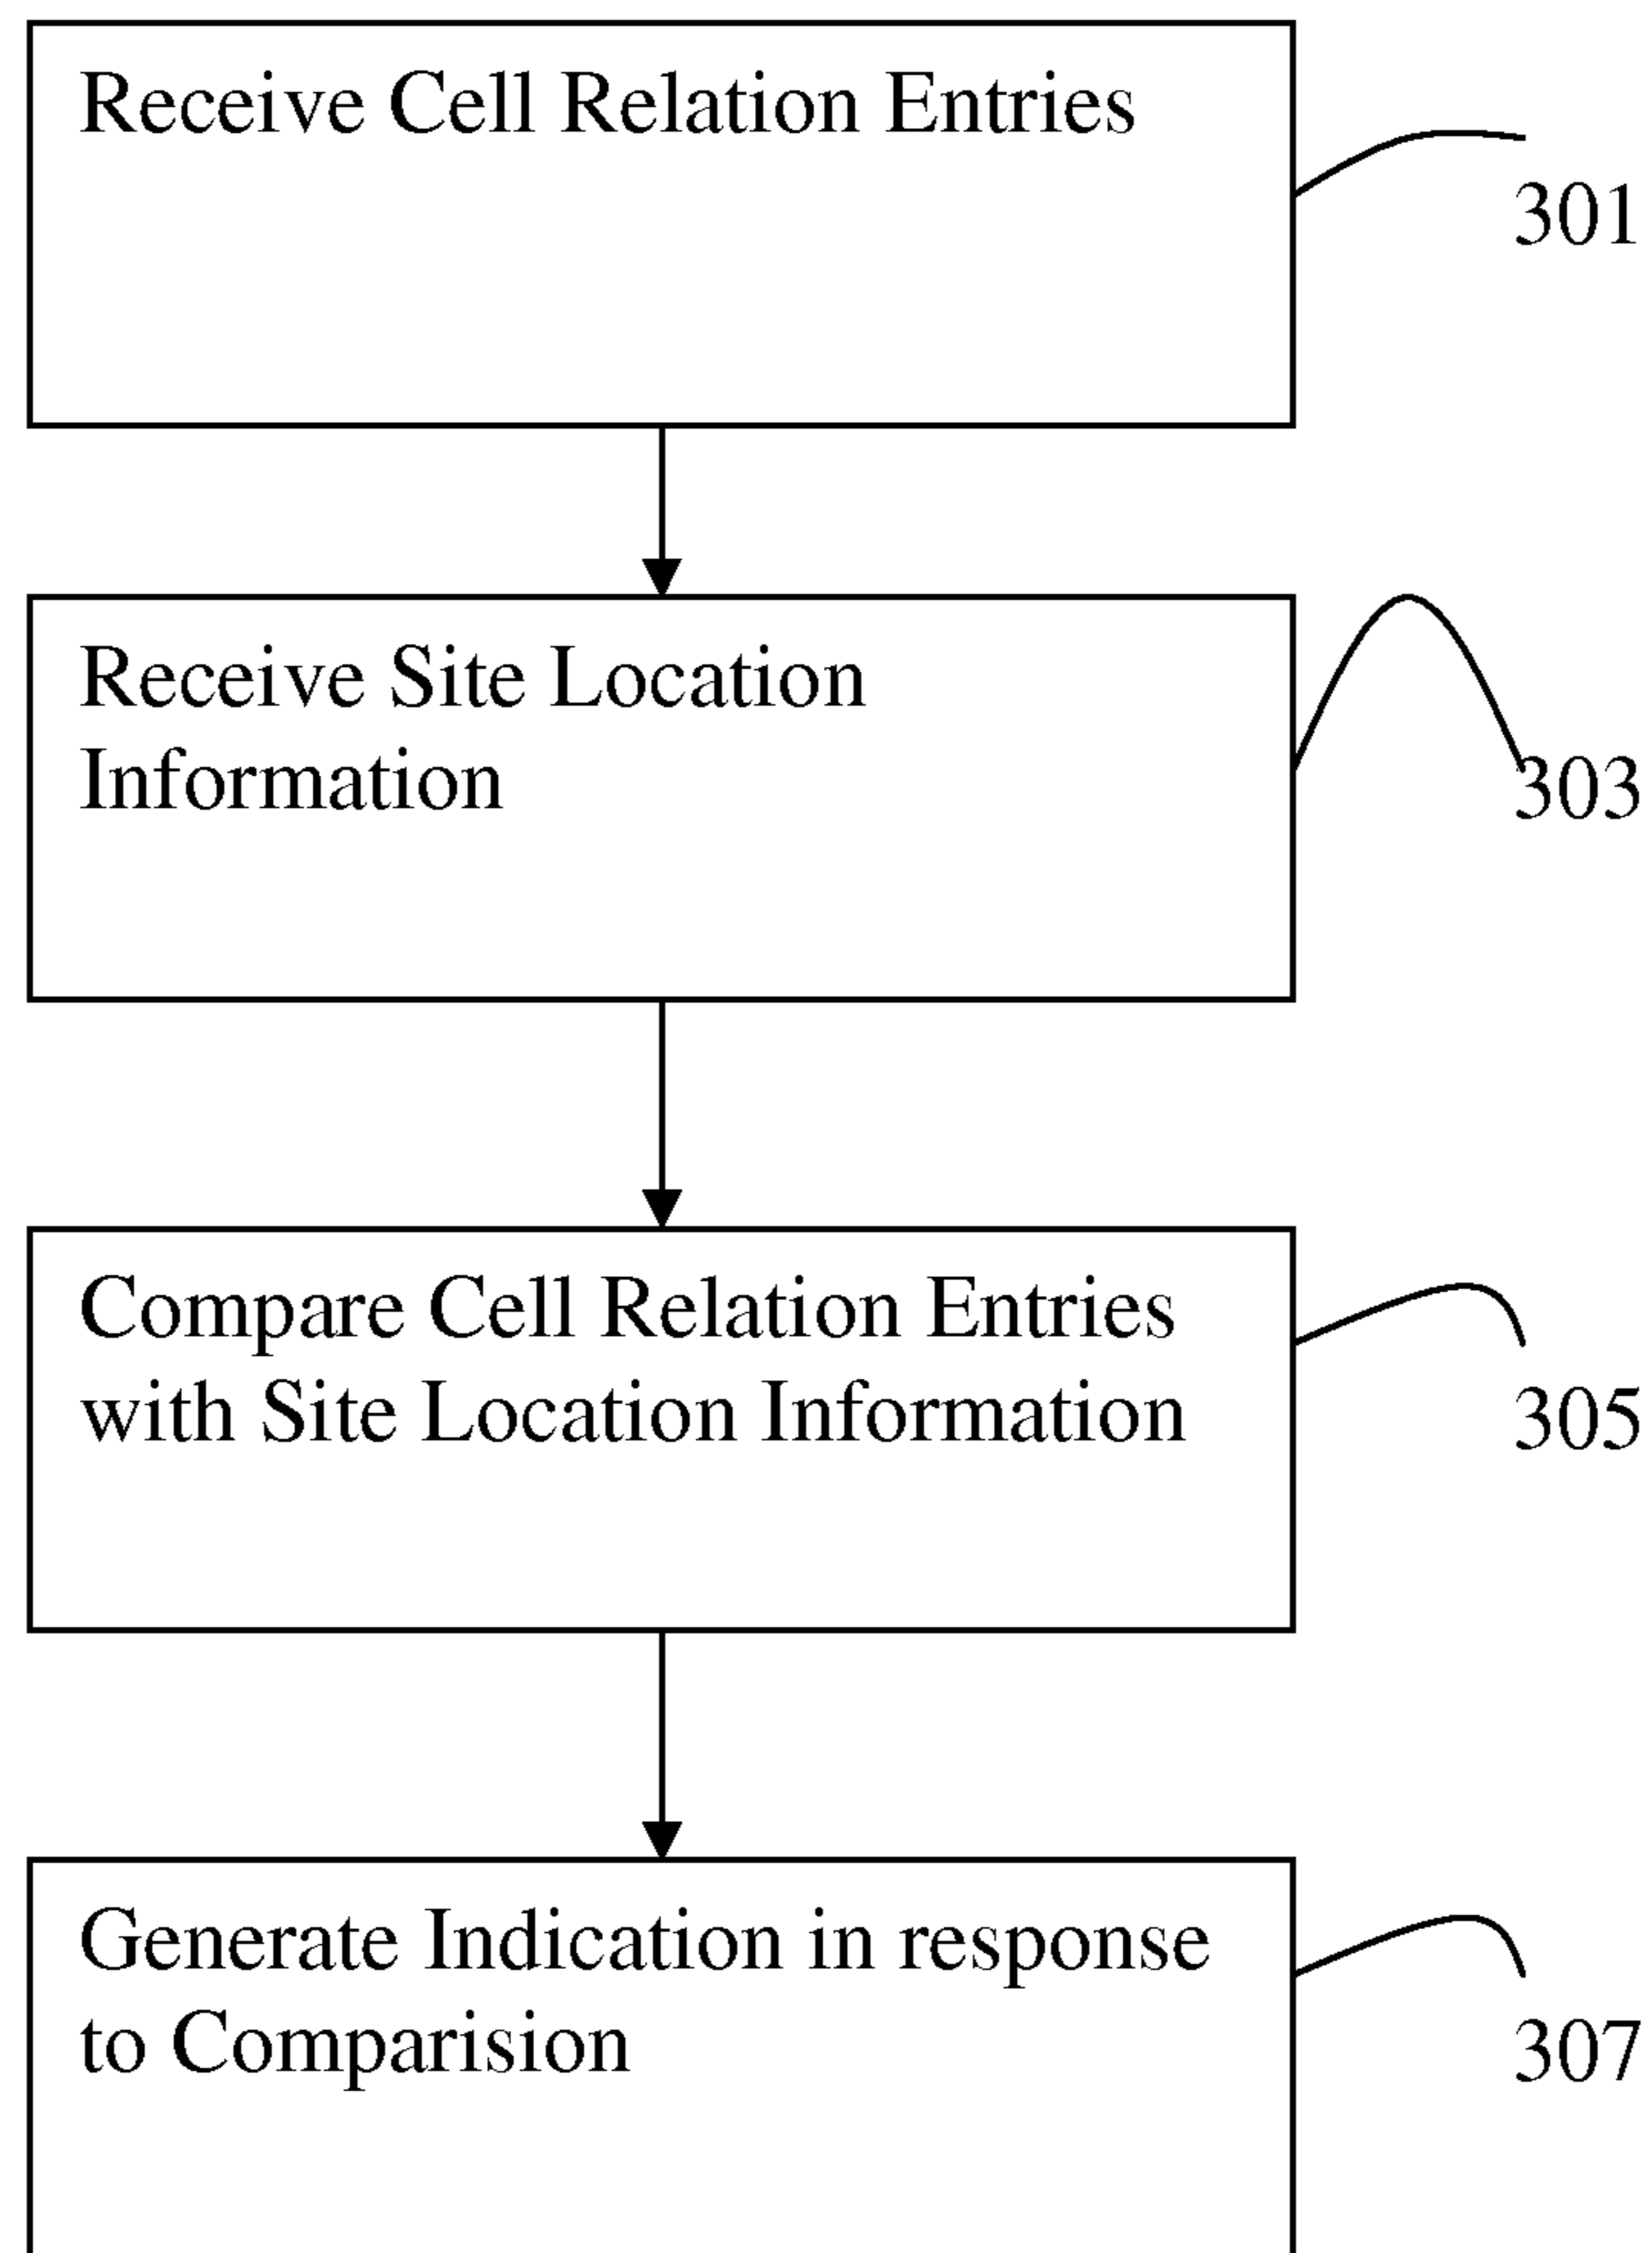 Receive Cell Relation Entries
301
Receive Site Location
Information
303
Compare Cell Relation Entries
with Site Location Information
305
Generate Indication in response
to Comparision
307